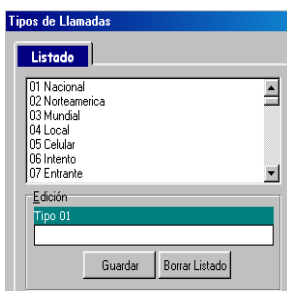 Tipos de Llamadas
Listado
01 Nacional
02 Norteamerica
03 Mundial
04 Local
05 Celular
06 Intento
07 Entrante
Edición
Tipo 01
Guardar Borrar Listado